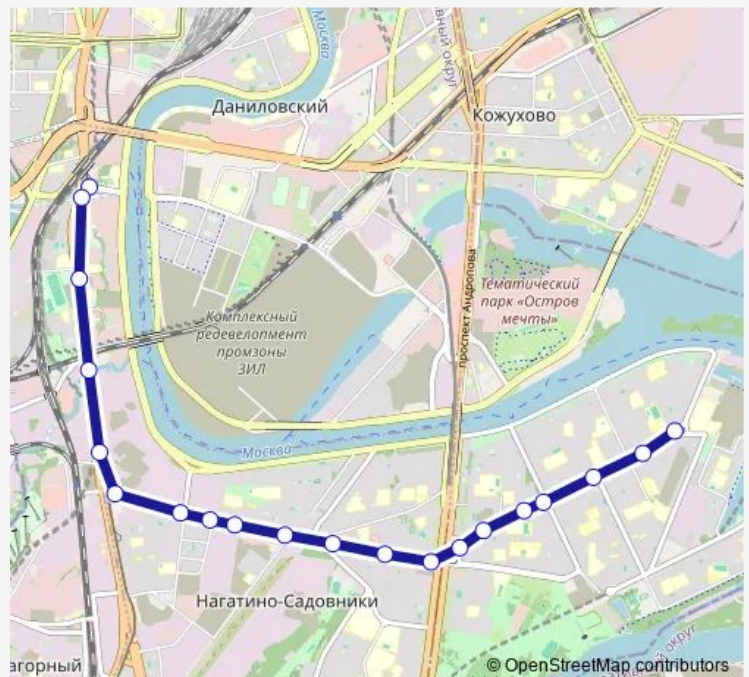 Москва
вный округ
Даниловский
Кожухово
проспект Андропова
Тематический
парк «Остров
мечты»
Комплексный
редевелопмент
промзоны
ЗИЛ
Москва
Нагатино-Садовники
агорный
округ
© OpenStreetMap contributors